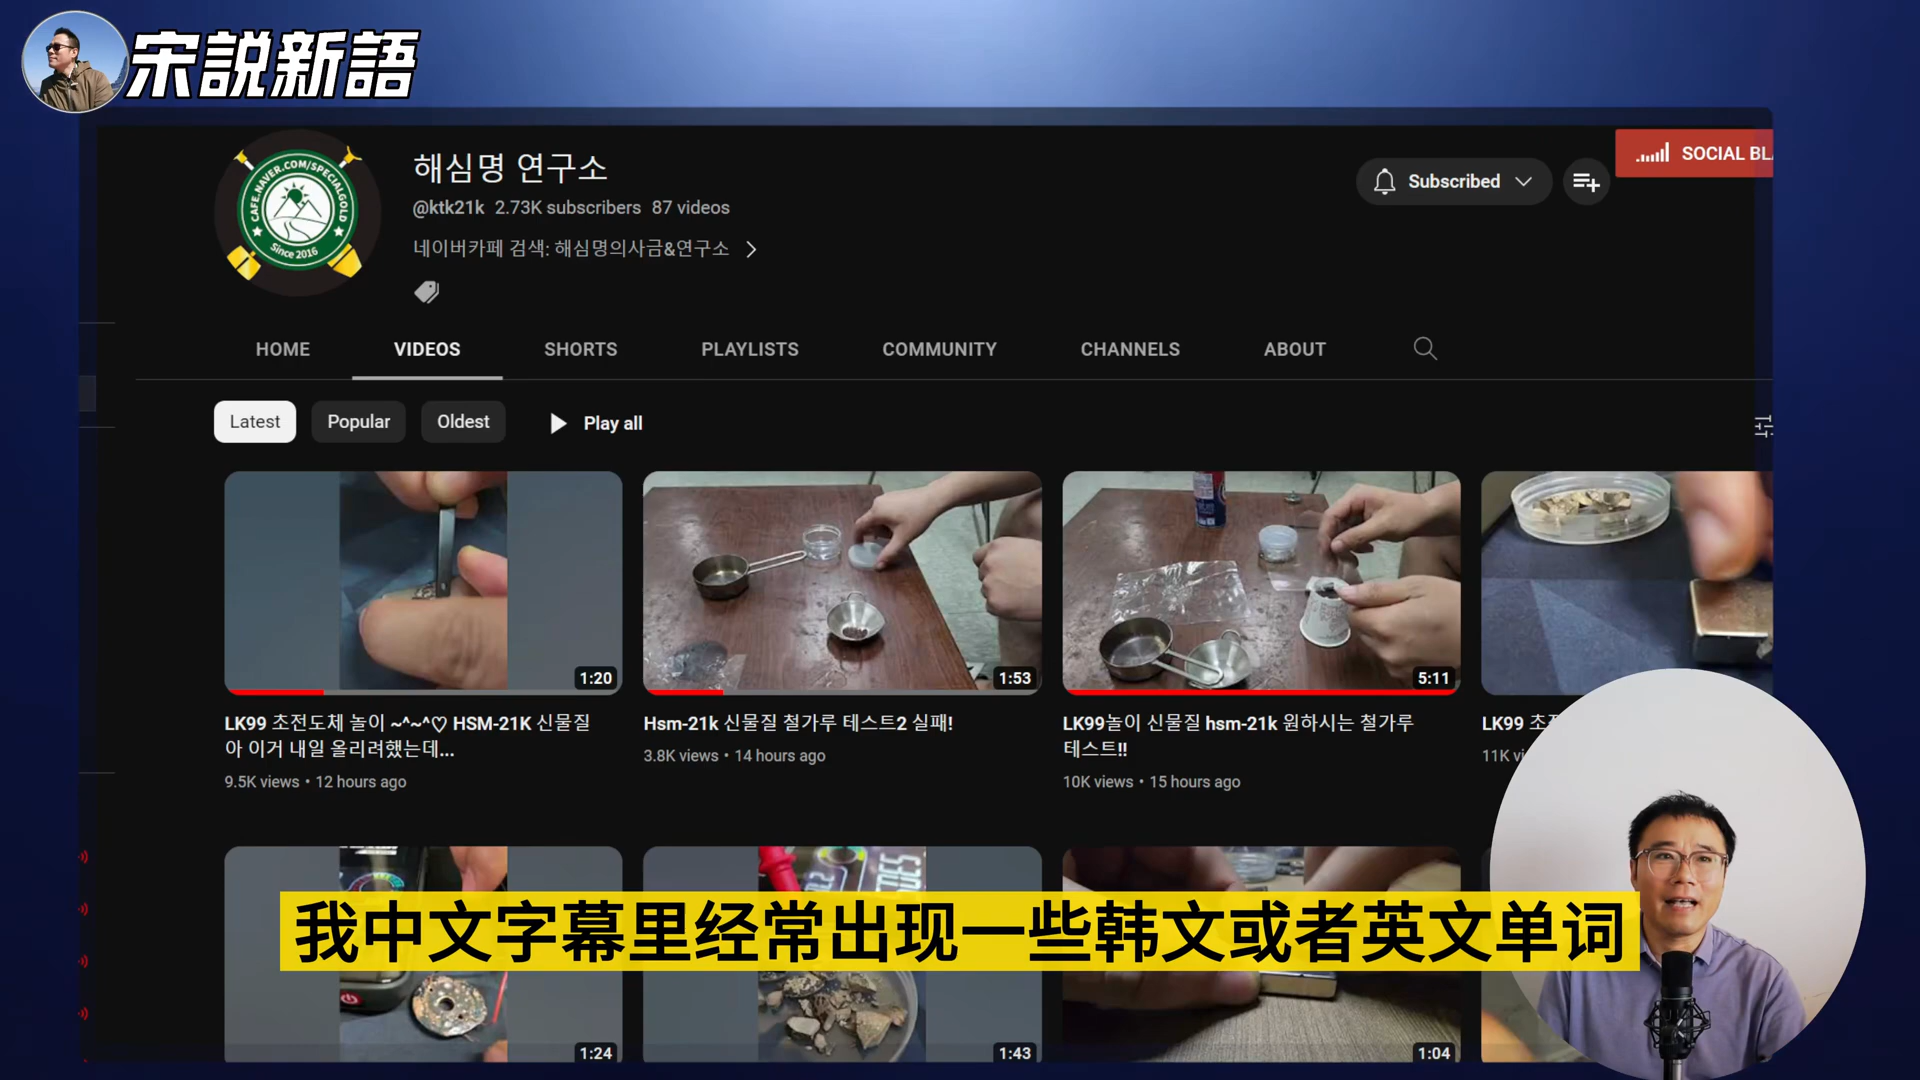 宋説新語
CAFE.NAVER.COM/SPECIALGOLD
Since 2016
해심명 연구소
@ktk21k 2.73K subscribers 87 videos
네이버카페 검색: 해심명의사금&연구소
Subscribed
SOCIAL BL
HOME VIDEOS SHORTS PLAYLISTS COMMUNITY CHANNELS ABOUT
Latest Popular Oldest Play all
1:20
1:53
5:11
LK99 초전도체 놀이 ~^~^♡ HSM-21K 신물질
아 이거 내일 올리려했는데...
9.5K views • 12 hours ago
Hsm-21k 신물질 철가루 테스트2 실패!
3.8K views • 14 hours ago
LK99놀이 신물질 hsm-21k 원하시는 철가루
테스트!!
10K views • 15 hours ago
LK99
11K
我中文字幕里经常出现一些韩文或者英文单词
1:24
1:43
1:04